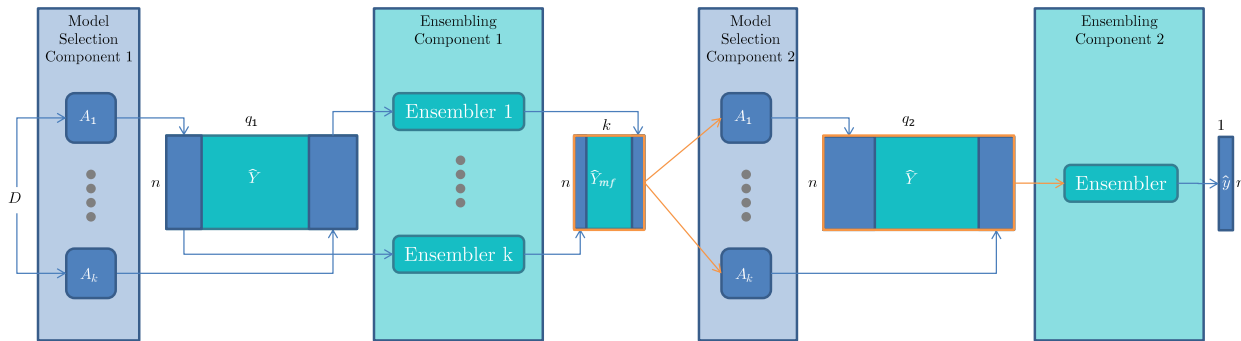 Model
Selection
Component 1
Ensembling
Component 1
Model
Selection
Component 2
Ensembling
Component 2
A₁
q₁
Ensembler 1
k
A₁
q₂
1
D
n
Ŷ
n
Ŷ_mf
n
Ŷ
Ensembler
ŷ
n
A_k
Ensembler k
A_k